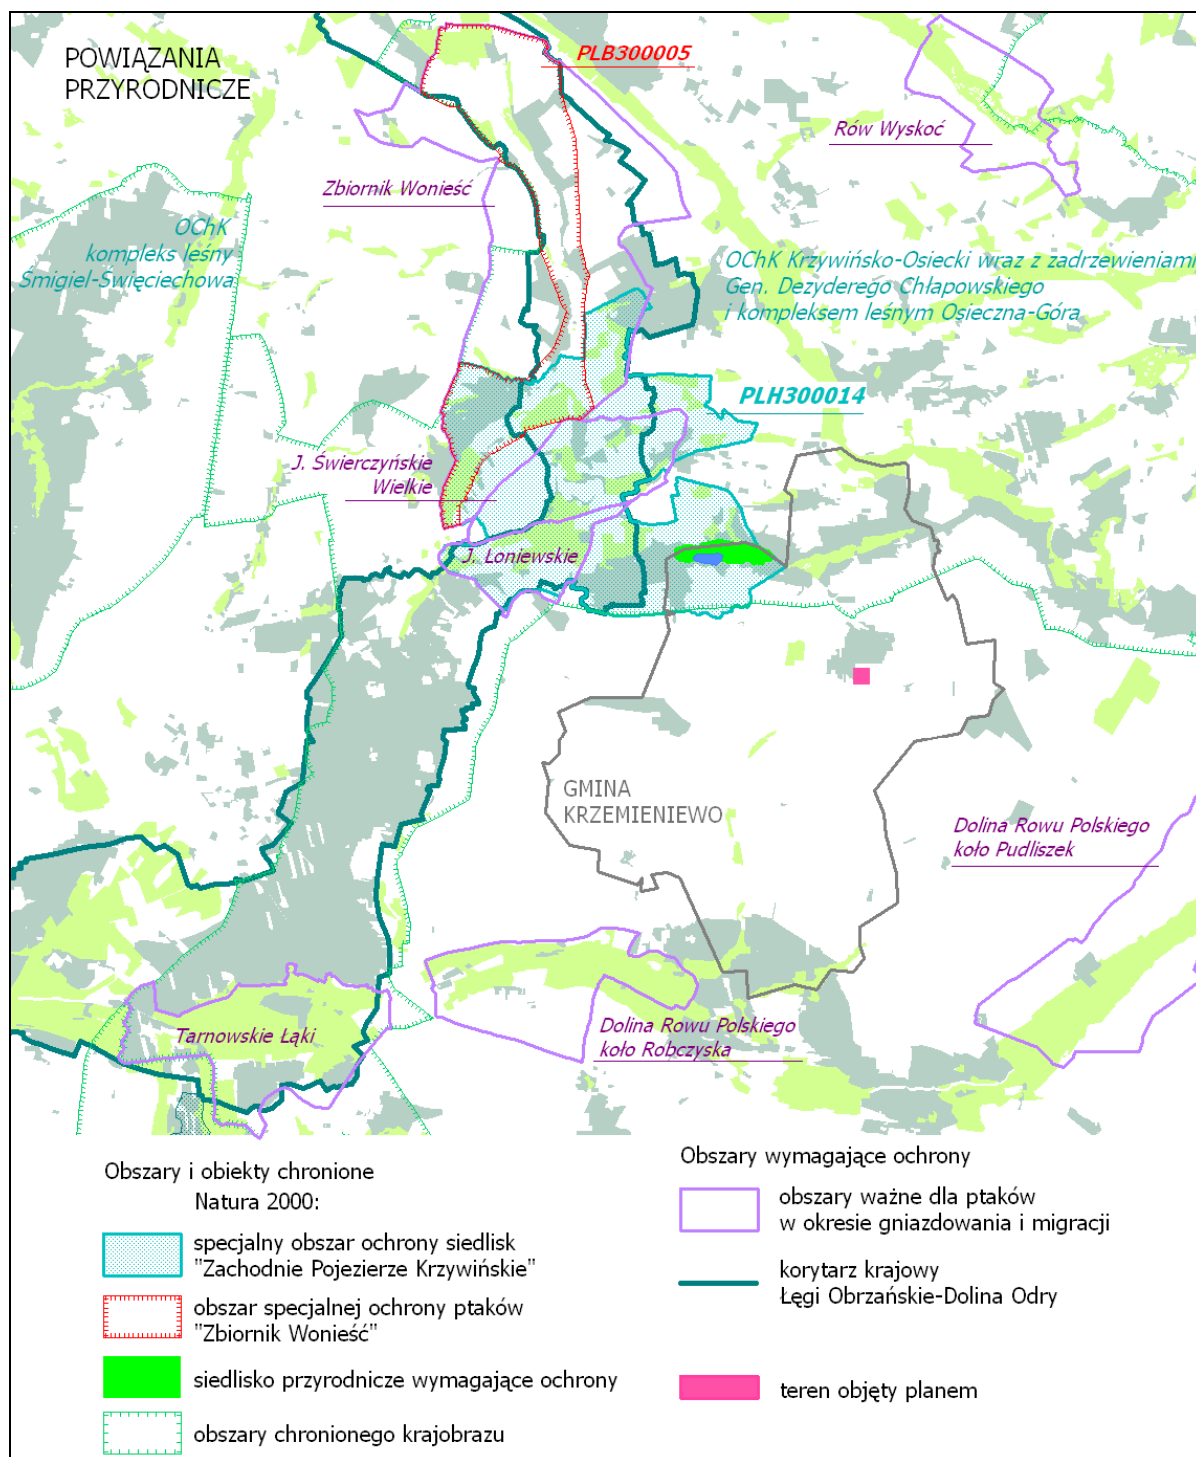 POWIĄZANIA
PRZYRODNICZE
PLB300005
Rów Wyskoć
Zbiornik Wonieść
OChK
kompleks leśny
Śmigiel-Święciechowa
OChK Krzywińsko-Osiecki wraz z zadrzewieniami
Gen. Dezyderego Chłapowskiego
i kompleksem leśnym Osieczna-Góra
PLH300014
J. Świerczyńskie
Wielkie
J. Łoniewskie
GMINA
KRZEMIENIEWO
Dolina Rowu Polskiego
koło Pudliszek
Tarnowskie Łąki
Dolina Rowu Polskiego
koło Robczyska
Obszary i obiekty chronione
Natura 2000:
specjalny obszar ochrony siedlisk
"Zachodnie Pojezierze Krzywińskie"
obszar specjalnej ochrony ptaków
"Zbiornik Wonieść"
siedlisko przyrodnicze wymagające ochrony
obszary chronionego krajobrazu
Obszary wymagające ochrony
obszary ważne dla ptaków
w okresie gniazdowania i migracji
korytarz krajowy
Łęgi Obrzańskie-Dolina Odry
teren objęty planem